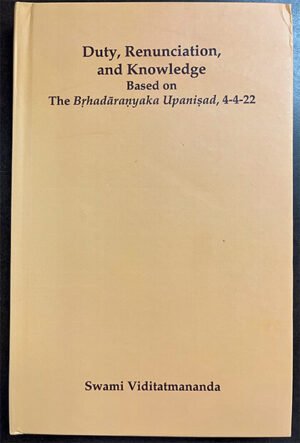 Duty, Renunciation,
and Knowledge
Based on
The Bṛhadāraṇyaka Upaniṣad, 4-4-22
Swami Viditatmananda